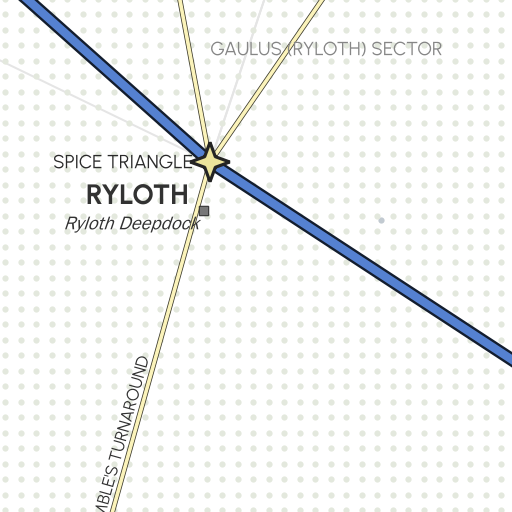 GAULUS (RYLOTH) SECTOR
SPICE TRIANGLE
RYLOTH
Ryloth Deepdock
MBLE'S TURNAROUND